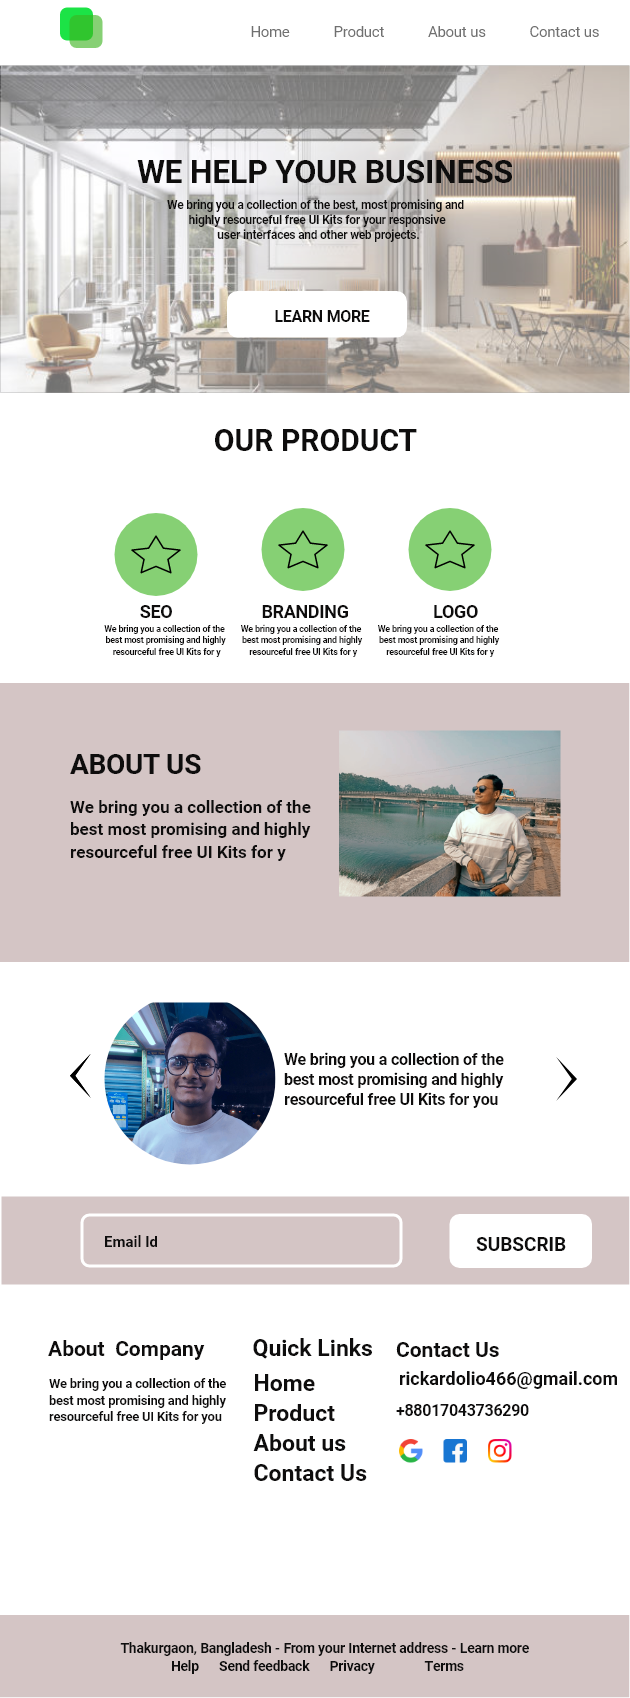 Home Product About us Contact us
WE HELP YOUR BUSINESS
We bring you a collection of the best, most promising and
highly resourceful free UI Kits for your responsive
user interfaces and other web projects.
LEARN MORE
OUR PRODUCT
SEO
We bring you a collection of the
best most promising and highly
resourceful free UI Kits for y
BRANDING
We bring you a collection of the
best most promising and highly
resourceful free UI Kits for y
LOGO
We bring you a collection of the
best most promising and highly
resourceful free UI Kits for y
ABOUT US
We bring you a collection of the
best most promising and highly
resourceful free UI Kits for y
We bring you a collection of the
best most promising and highly
resourceful free UI Kits for you
Email Id
SUBSCRIB
About Company
We bring you a collection of the
best most promising and highly
resourceful free UI Kits for you
Quick Links
Home
Product
About us
Contact Us
Contact Us
rickardolio466@gmail.com
+88017043736290
Thakurgaon, Bangladesh - From your Internet address - Learn more
Help Send feedback Privacy Terms